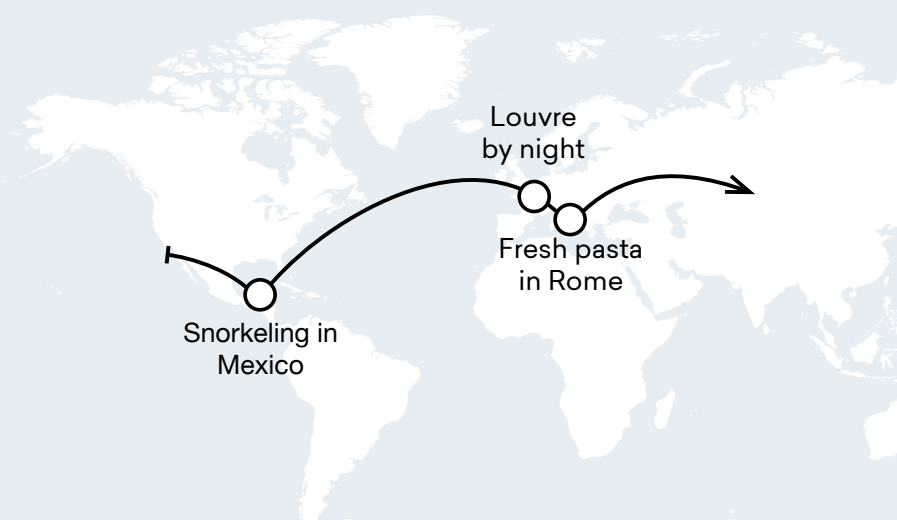 Louvre
by night
Fresh pasta
in Rome
Snorkeling in
Mexico